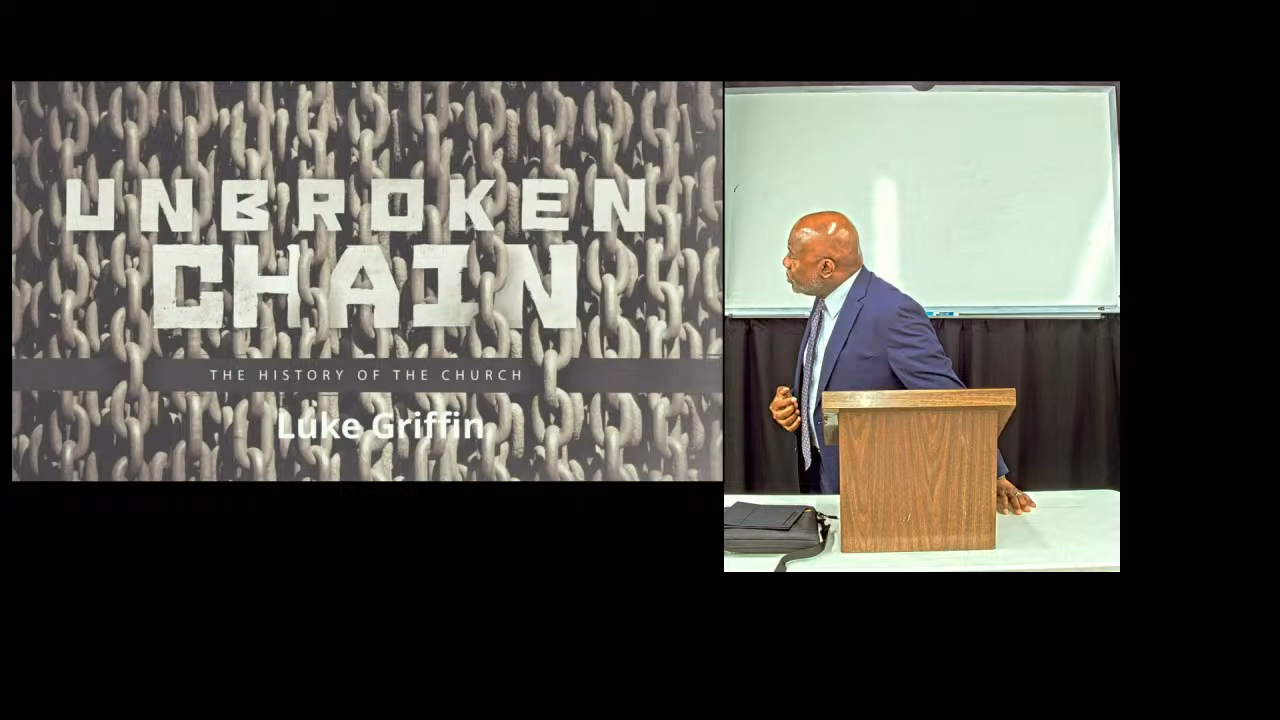 UNBROKEN
CHAIN
THE HISTORY OF THE CHURCH
Luke Griffin